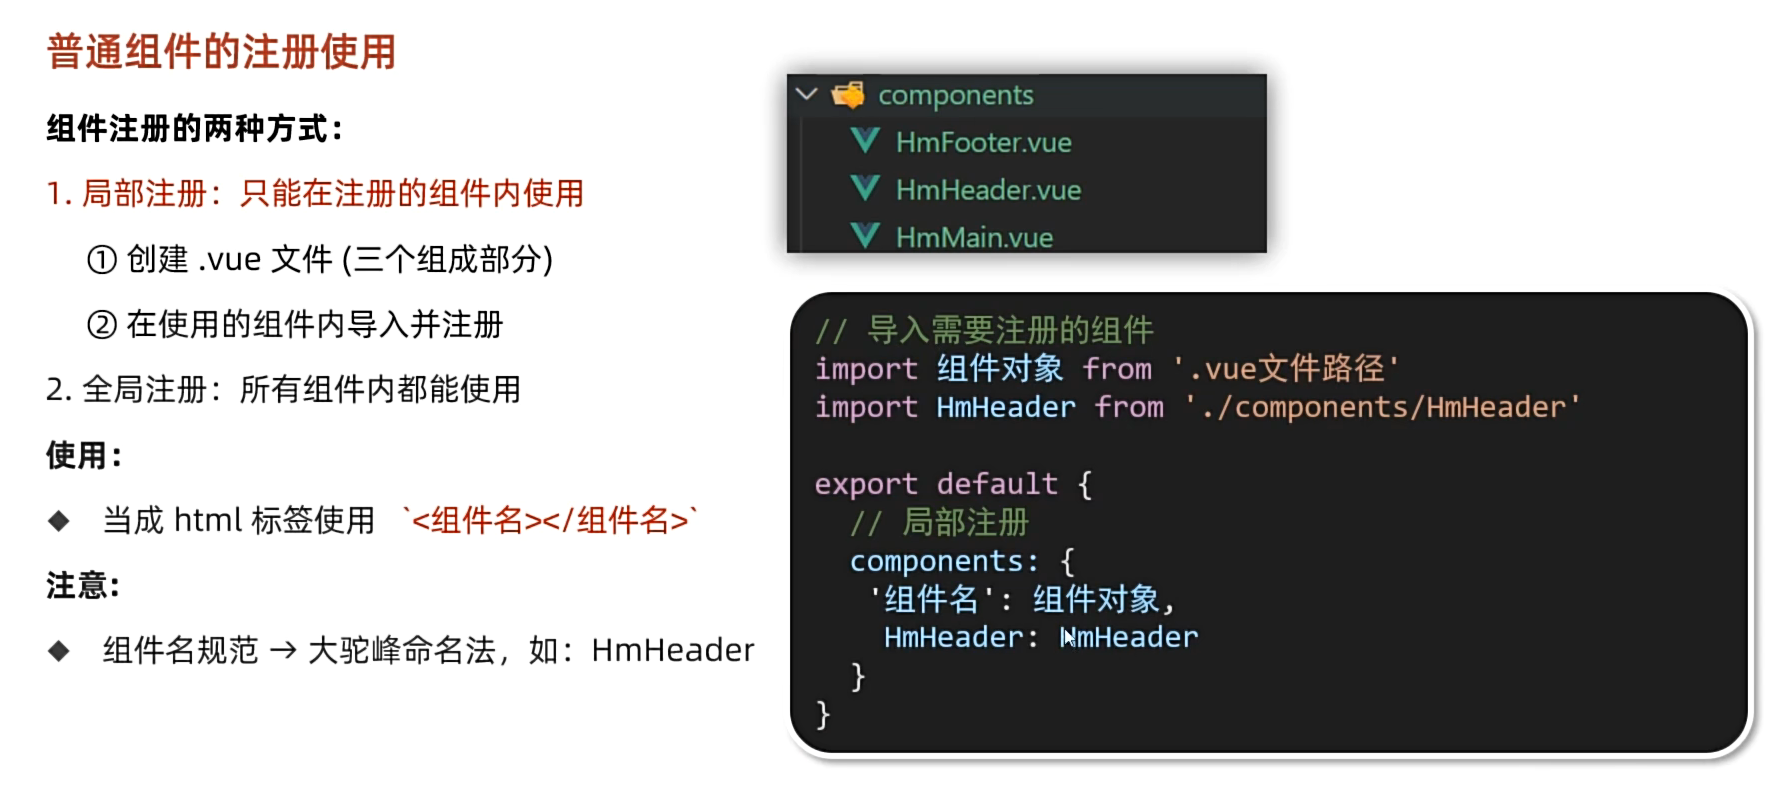 普通组件的注册使用
组件注册的两种方式：
1. 局部注册：只能在注册的组件内使用
① 创建 .vue 文件 (三个组成部分)
② 在使用的组件内导入并注册
2. 全局注册：所有组件内都能使用
使用：
◆ 当成 html 标签使用 `<组件名></组件名>`
注意：
◆ 组件名规范 → 大驼峰命名法，如：HmHeader
components
HmFooter.vue
HmHeader.vue
HmMain.vue
// 导入需要注册的组件
import 组件对象 from '.vue文件路径'
import HmHeader from './components/HmHeader'
export default {
// 局部注册
components: {
'组件名': 组件对象,
HmHeader: HmHeader
}
}